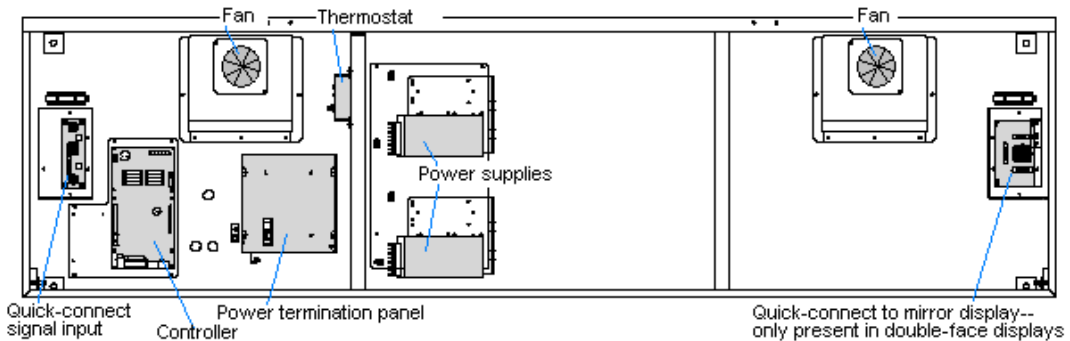 Fan
Thermostat
Fan
Power supplies
Quick-connect
signal input
Controller
Power termination panel
Quick-connect to mirror display--
only present in double-face displays